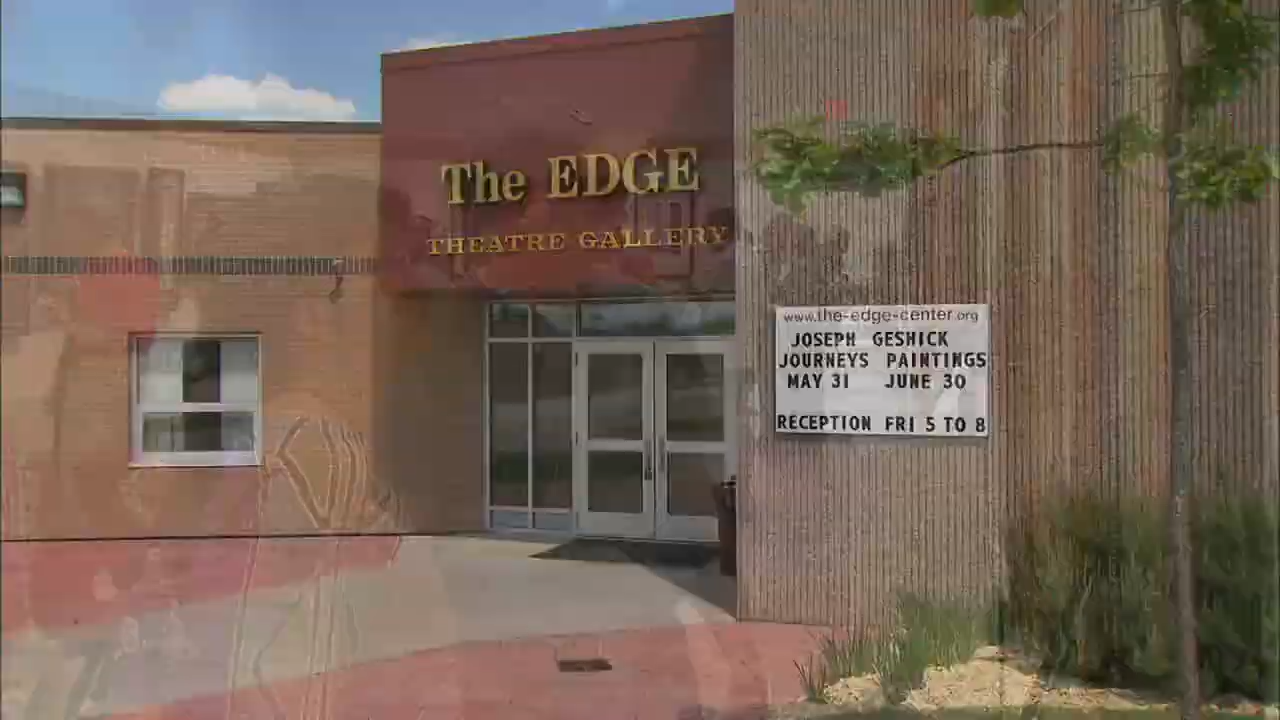 The EDGE
THEATRE GALLERY
www.the-edge-center.org
JOSEPH GESHICK
JOURNEYS PAINTINGS
MAY 31 JUNE 30
RECEPTION FRI 5 TO 8